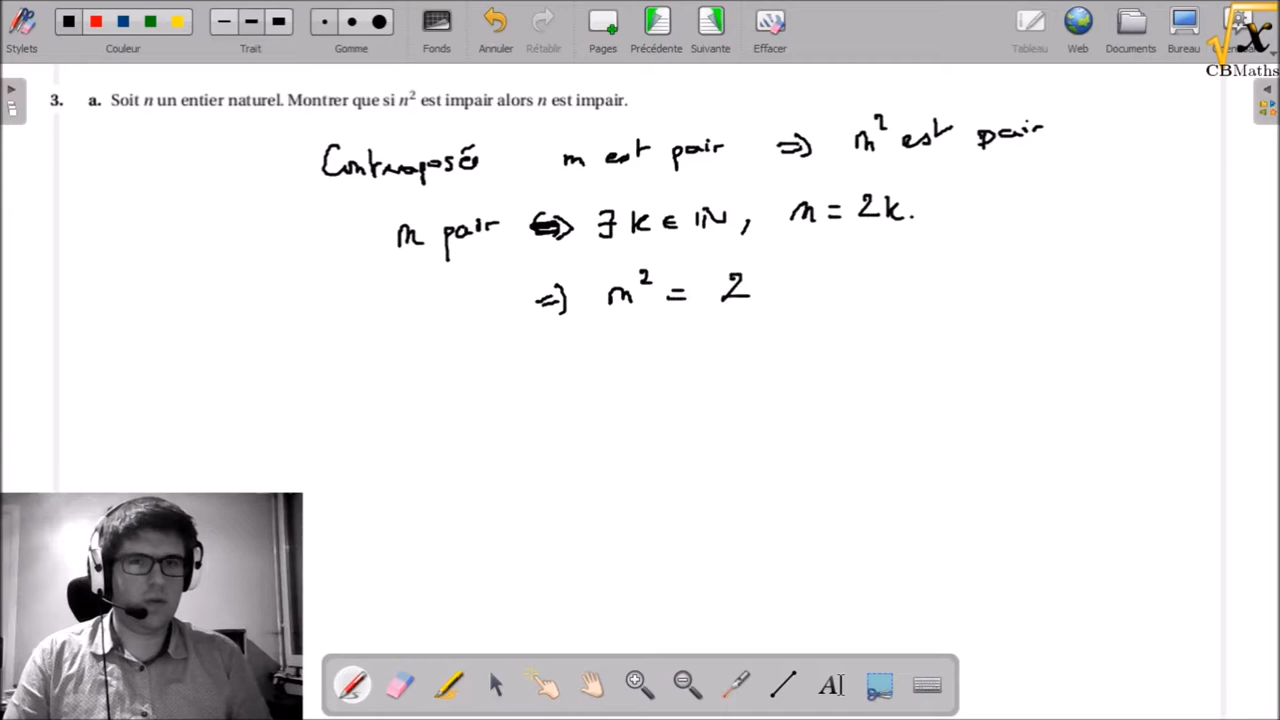 Stylets Couleur Trait Gomme Fonds Annuler Rétablir Pages Précédente Suivante Effacer Tableau Web Documents Bureau
CBMaths
3. a. Soit n un entier naturel. Montrer que si n² est impair alors n est impair.
Contraposée n est pair ⇒ n² est pair
n pair ⇔ ∃ k ∈ ℕ, n = 2k.
⇒ n² = 2